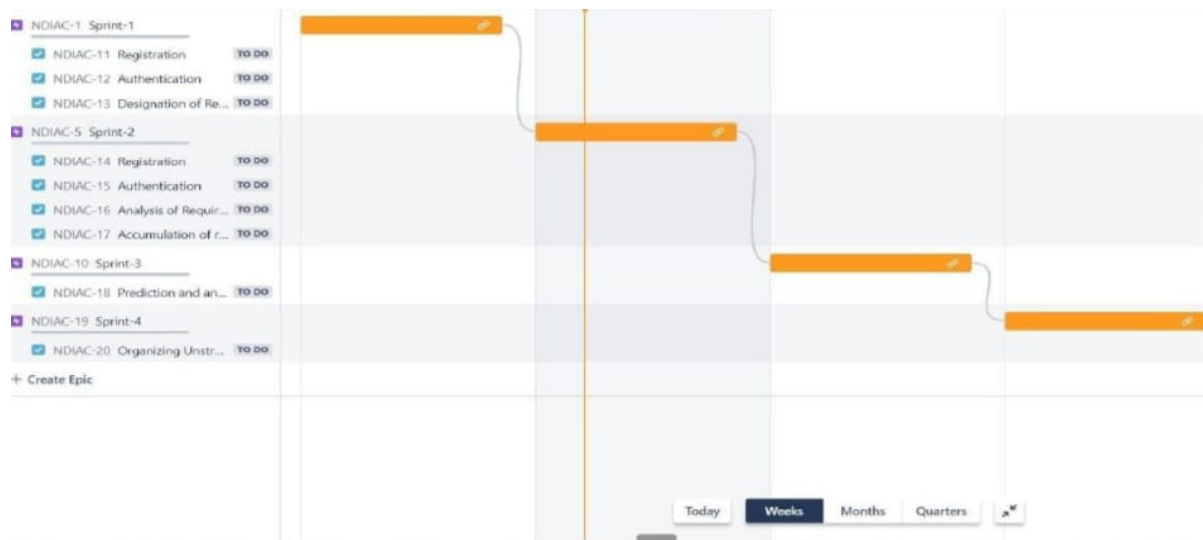 NDIAC-1 Sprint-1
NDIAC-11 Registration TO DO
NDIAC-12 Authentication TO DO
NDIAC-13 Designation of Re... TO DO
NDIAC-5 Sprint-2
NDIAC-14 Registration TO DO
NDIAC-15 Authentication TO DO
NDIAC-16 Analysis of Requir... TO DO
NDIAC-17 Accumulation of r... TO DO
NDIAC-10 Sprint-3
NDIAC-18 Prediction and an... TO DO
NDIAC-19 Sprint-4
NDIAC-20 Organizing Unstr... TO DO
+ Create Epic
Today Weeks Months Quarters